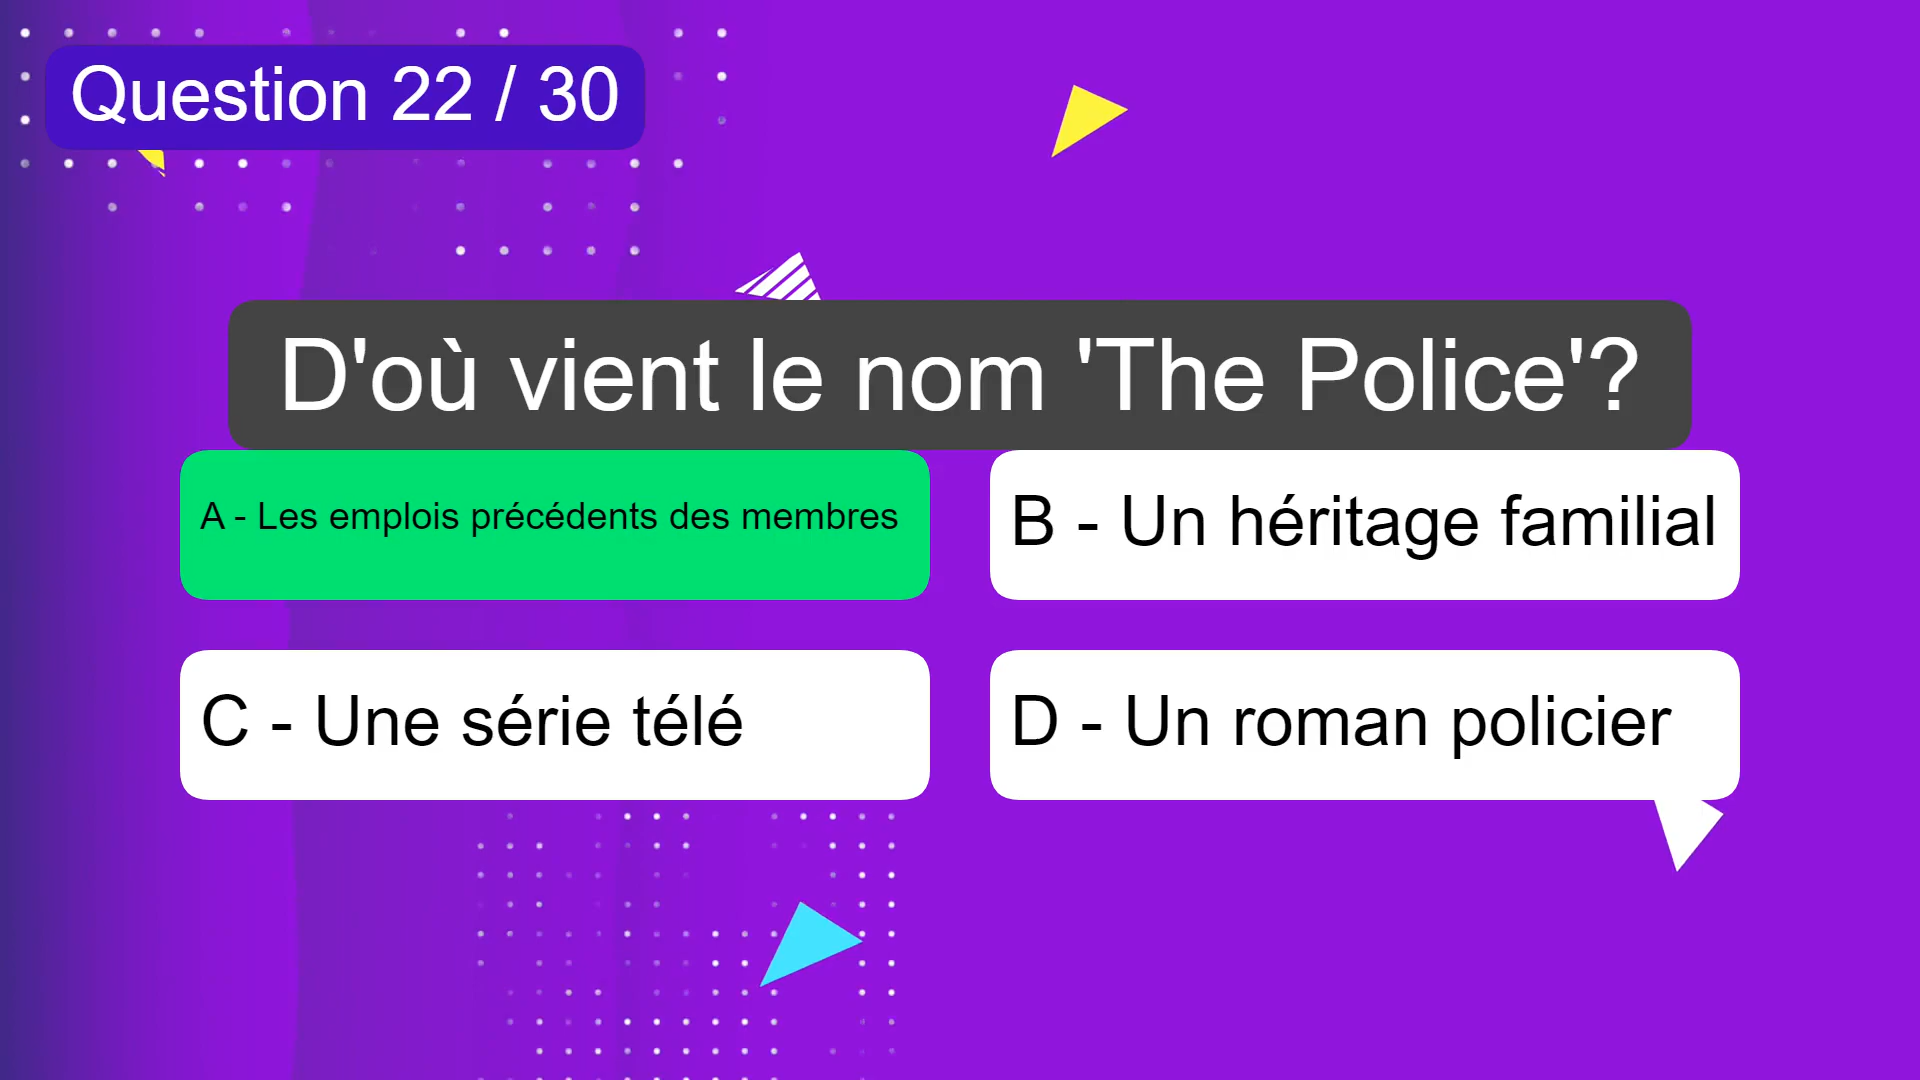 Question 22 / 30
D'où vient le nom 'The Police'?
A - Les emplois précédents des membres
B - Un héritage familial
C - Une série télé
D - Un roman policier